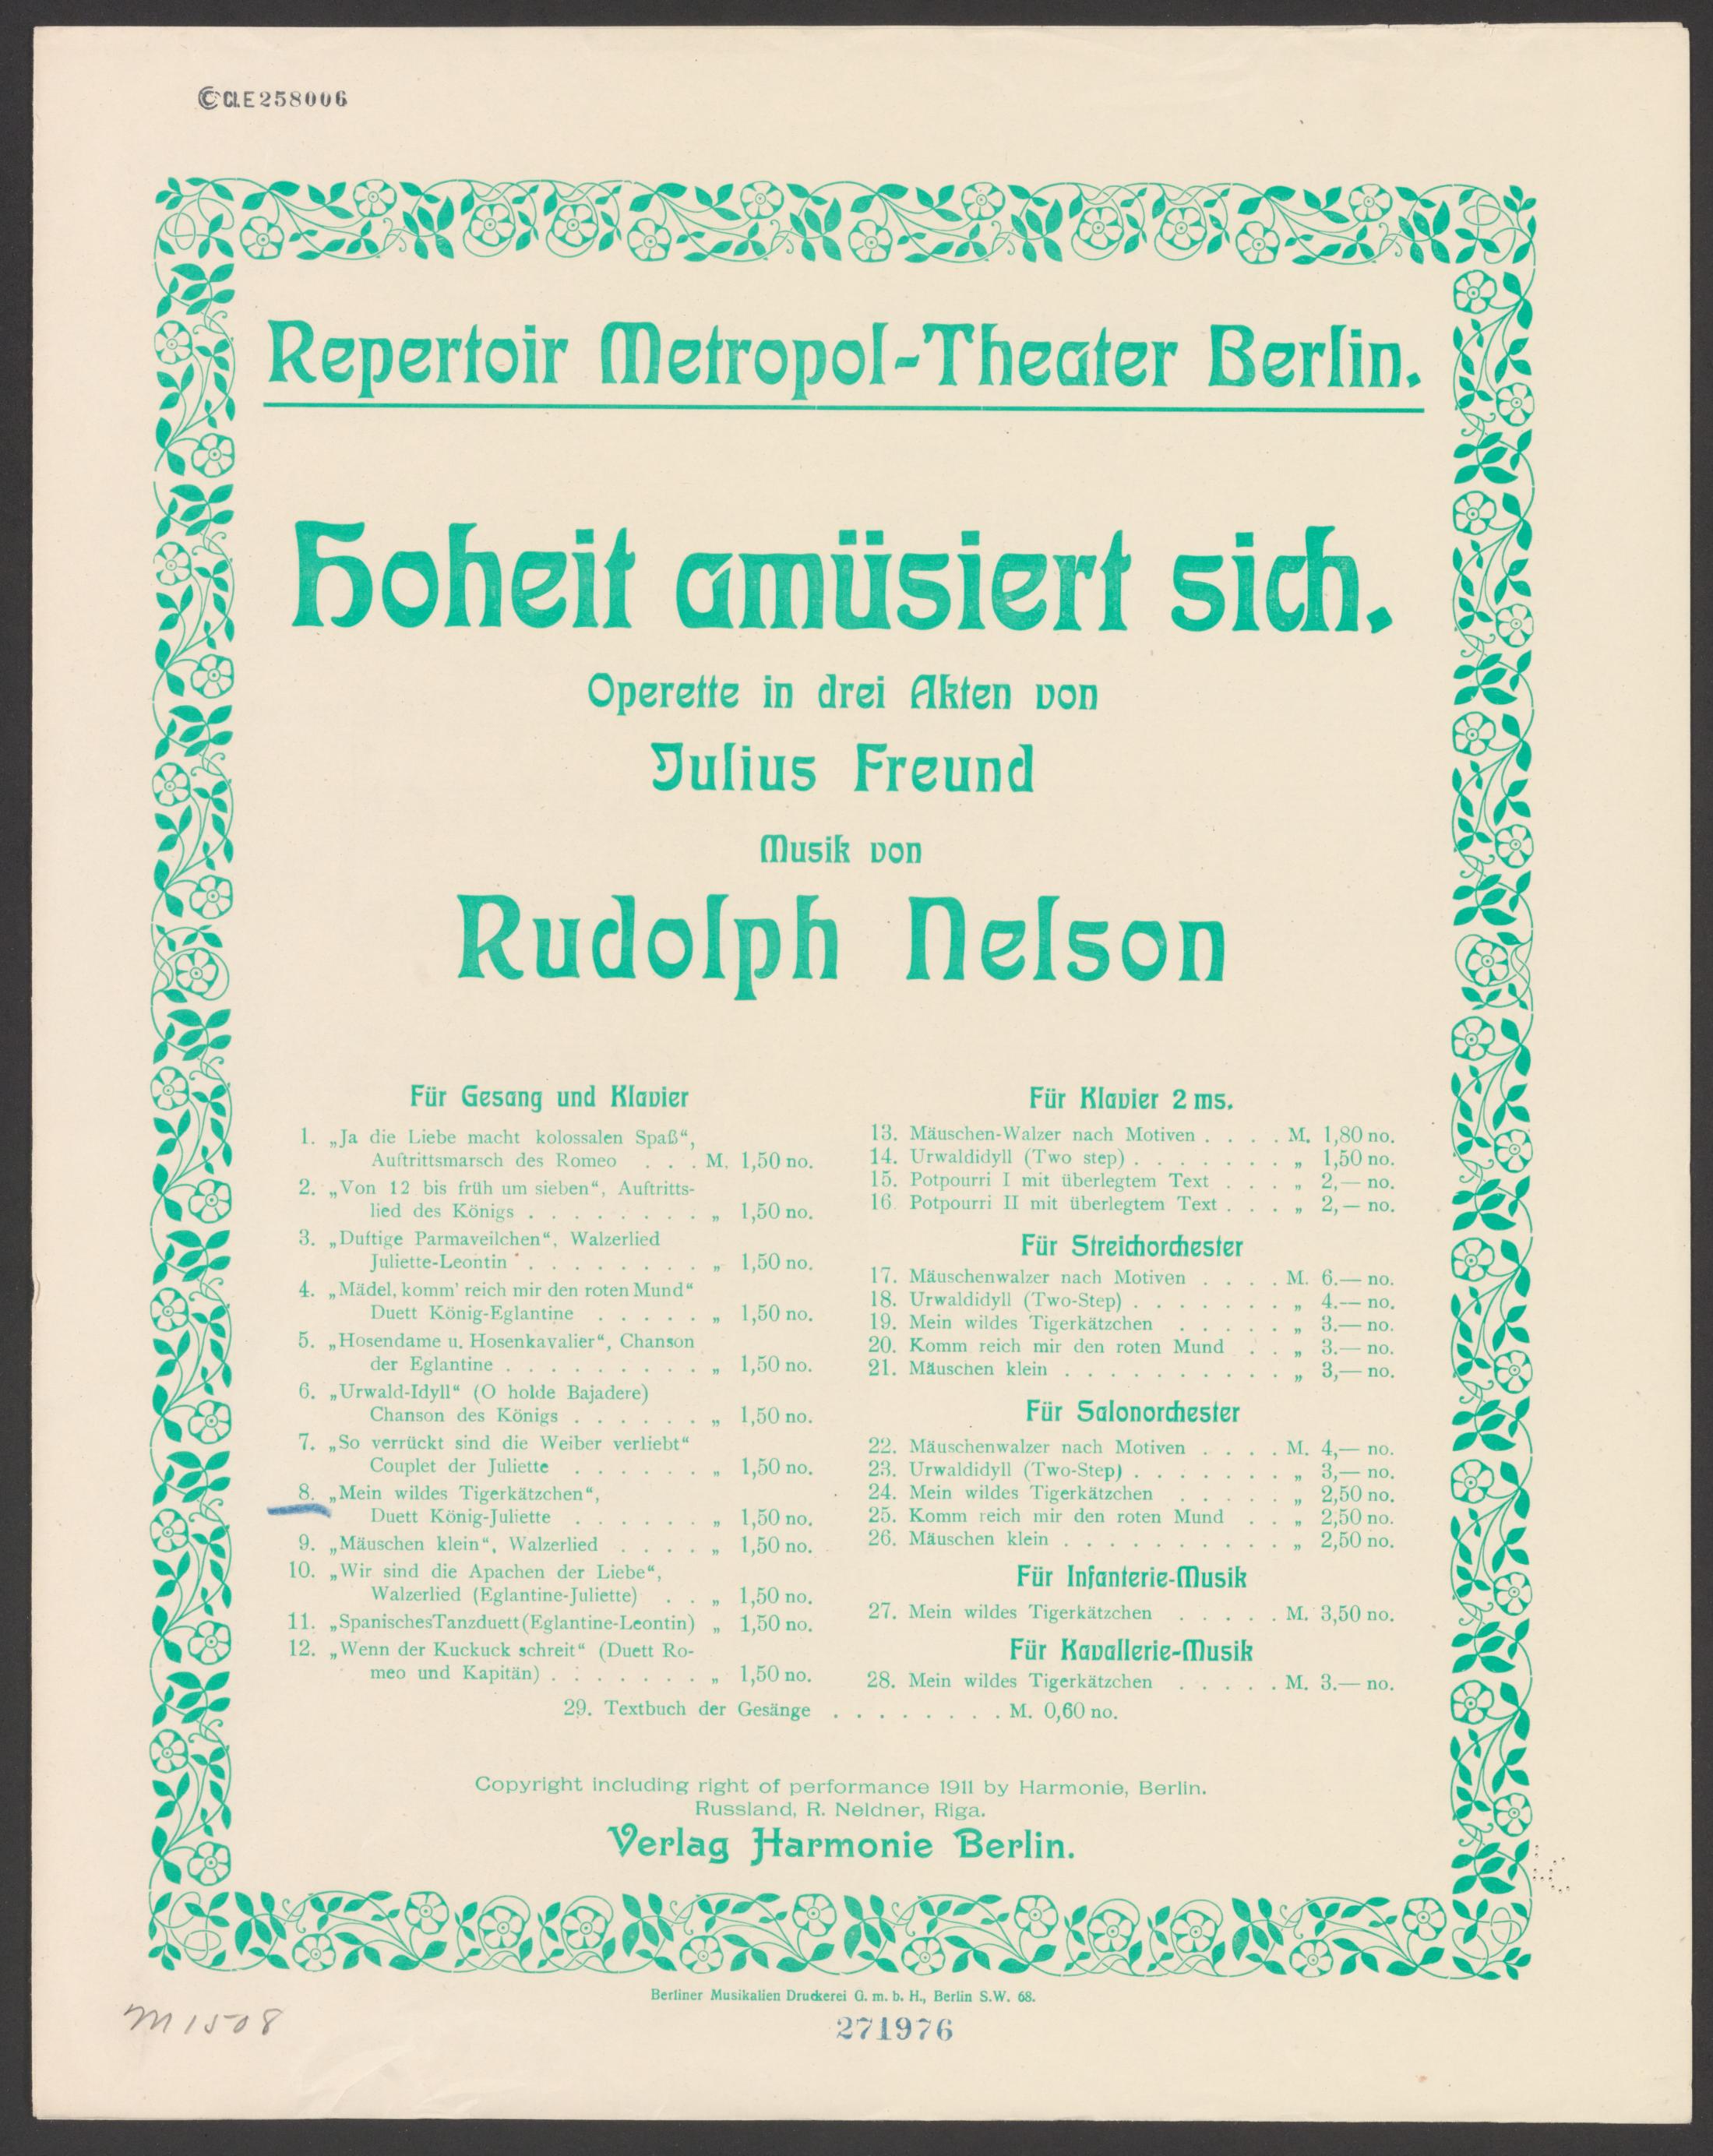 © Cl. E 258006
Repertoir Metropol-Theater Berlin.
Hoheit amüsiert sich.
Operette in drei Akten von
Julius Freund
Musik von
Rudolph Nelson
Für Gesang und Klavier
1. „Ja die Liebe macht kolossalen Spaß“,
Auftrittsmarsch des Romeo . . . M. 1,50 no.
2. „Von 12 bis früh um sieben“, Auftritts-
lied des Königs . . . . . . . . „ 1,50 no.
3. „Duftige Parmaveilchen“, Walzerlied
Juliette-Leontin . . . . . . . . „ 1,50 no.
4. „Mädel, komm' reich mir den roten Mund“
Duett König-Eglantine . . . . . „ 1,50 no.
5. „Hosendame u. Hosenkavalier“, Chanson
der Eglantine . . . . . . . . . „ 1,50 no.
6. „Urwald-Idyll“ (O holde Bajadere)
Chanson des Königs . . . . . . „ 1,50 no.
7. „So verrückt sind die Weiber verliebt“
Couplet der Juliette . . . . . . „ 1,50 no.
8. „Mein wildes Tigerkätzchen“,
Duett König-Juliette . . . . . . „ 1,50 no.
9. „Mäuschen klein“, Walzerlied . . . . „ 1,50 no.
10. „Wir sind die Apachen der Liebe“,
Walzerlied (Eglantine-Juliette) . . „ 1,50 no.
11. „Spanisches Tanzduett (Eglantine-Leontin) „ 1,50 no.
12. „Wenn der Kuckuck schreit“ (Duett Ro-
meo und Kapitän) . . . . . . . „ 1,50 no.
Für Klavier 2 ms.
13. Mäuschen-Walzer nach Motiven . . . . M. 1,80 no.
14. Urwaldidyll (Two step) . . . . . . . „ 1,50 no.
15. Potpourri I mit überlegtem Text . . . „ 2,— no.
16. Potpourri II mit überlegtem Text . . . „ 2,— no.
Für Streichorchester
17. Mäuschenwalzer nach Motiven . . . . M. 6.— no.
18. Urwaldidyll (Two-Step) . . . . . . . „ 4.— no.
19. Mein wildes Tigerkätzchen . . . . . „ 3.— no.
20. Komm reich mir den roten Mund . . „ 3.— no.
21. Mäuschen klein . . . . . . . . . . „ 3,— no.
Für Salonorchester
22. Mäuschenwalzer nach Motiven . . . . M. 4,— no.
23. Urwaldidyll (Two-Step) . . . . . . . „ 3,— no.
24. Mein wildes Tigerkätzchen . . . . . „ 2,50 no.
25. Komm reich mir den roten Mund . . „ 2,50 no.
26. Mäuschen klein . . . . . . . . . . „ 2,50 no.
Für Infanterie-Musik
27. Mein wildes Tigerkätzchen . . . . . M. 3,50 no.
Für Kavallerie-Musik
28. Mein wildes Tigerkätzchen . . . . . M. 3.— no.
29. Textbuch der Gesänge . . . . . . . . M. 0,60 no.
Copyright including right of performance 1911 by Harmonie, Berlin.
Russland, R. Neldner, Riga.
Verlag Harmonie Berlin.
Berliner Musikalien Druckerei G. m. b. H., Berlin S.W. 68.
M 1508
271976